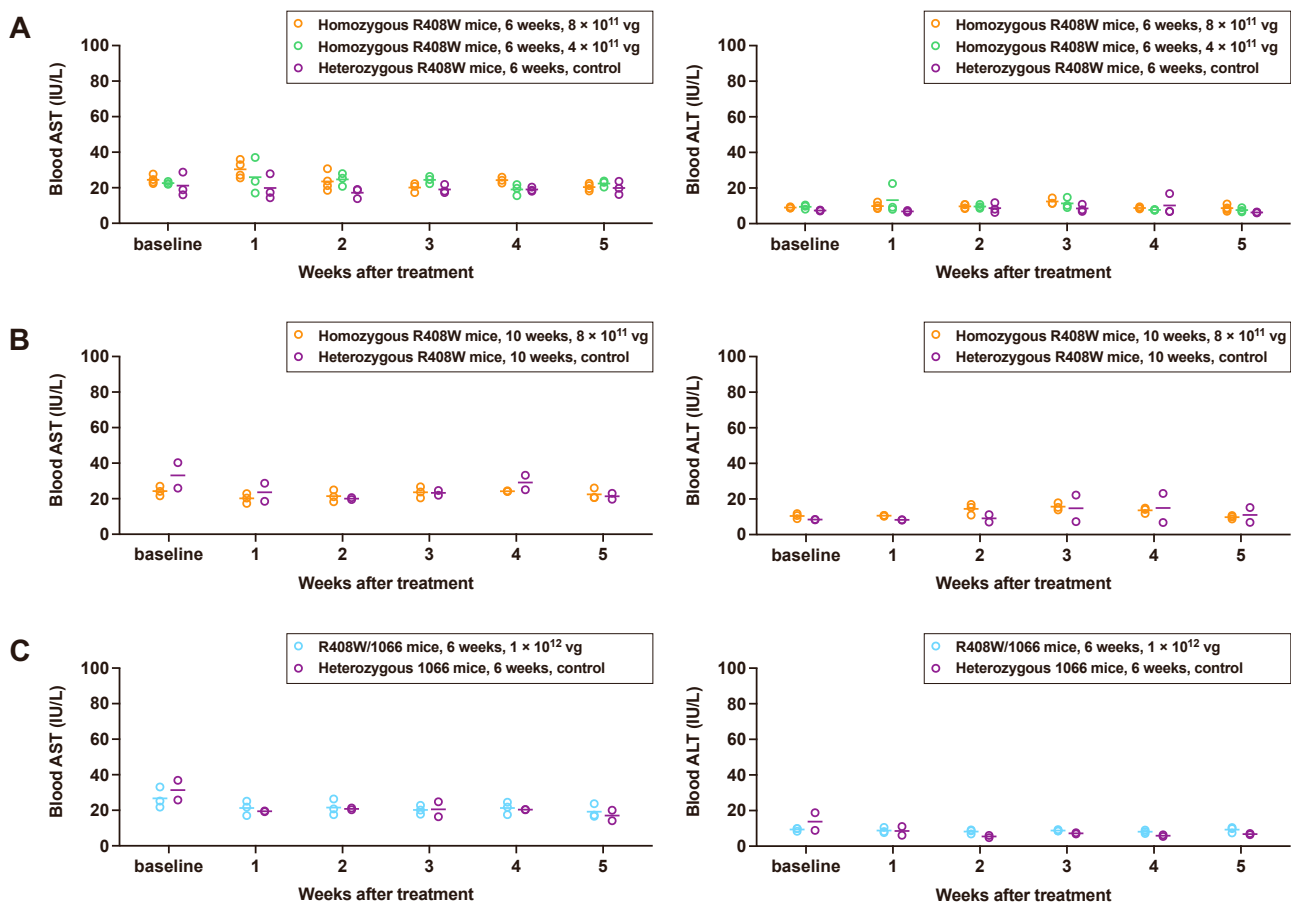 A
Homozygous R408W mice, 6 weeks, 8 × 10¹¹ vg
Homozygous R408W mice, 6 weeks, 4 × 10¹¹ vg
Heterozygous R408W mice, 6 weeks, control
Blood AST (IU/L)
100
80
60
40
20
0
baseline 1 2 3 4 5
Weeks after treatment
Homozygous R408W mice, 6 weeks, 8 × 10¹¹ vg
Homozygous R408W mice, 6 weeks, 4 × 10¹¹ vg
Heterozygous R408W mice, 6 weeks, control
Blood ALT (IU/L)
100
80
60
40
20
0
baseline 1 2 3 4 5
Weeks after treatment
B
Homozygous R408W mice, 10 weeks, 8 × 10¹¹ vg
Heterozygous R408W mice, 10 weeks, control
Blood AST (IU/L)
100
80
60
40
20
0
baseline 1 2 3 4 5
Weeks after treatment
Homozygous R408W mice, 10 weeks, 8 × 10¹¹ vg
Heterozygous R408W mice, 10 weeks, control
Blood ALT (IU/L)
100
80
60
40
20
0
baseline 1 2 3 4 5
Weeks after treatment
C
R408W/1066 mice, 6 weeks, 1 × 10¹² vg
Heterozygous 1066 mice, 6 weeks, control
Blood AST (IU/L)
100
80
60
40
20
0
baseline 1 2 3 4 5
Weeks after treatment
R408W/1066 mice, 6 weeks, 1 × 10¹² vg
Heterozygous 1066 mice, 6 weeks, control
Blood ALT (IU/L)
100
80
60
40
20
0
baseline 1 2 3 4 5
Weeks after treatment